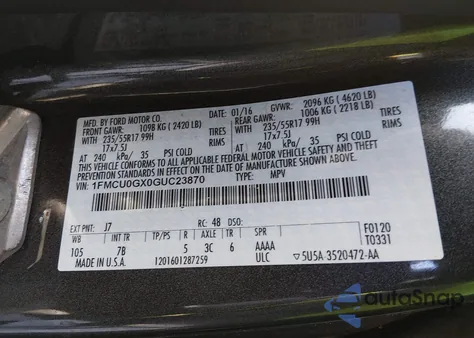 MFD. BY FORD MOTOR CO.
DATE: 01/16 GVWR: 2096 KG ( 4620 LB)
FRONT GAWR: 1098 KG ( 2420 LB) REAR GAWR: 1006 KG ( 2218 LB)
235/55R17 99H TIRES 235/55R17 99H TIRES
17x7.5J RIMS 17x7.5J RIMS
AT 240 kPa/ 35 PSI COLD AT 240 kPa/ 35 PSI COLD
THIS VEHICLE CONFORMS TO ALL APPLICABLE FEDERAL MOTOR VEHICLE SAFETY AND THEFT
PREVENTION STANDARDS IN EFFECT ON THE DATE OF MANUFACTURE SHOWN ABOVE.
VIN: 1FMCU0GX0GUC23870
TYPE: MPV
EXT PNT: J7 RC: 48 DSO:
WB INT TR TP/PS R AXLE TR SPR F0120
105 7B 5 3C 6 AAAA T0331
MADE IN U.S.A. 1201601287259 ULC 5U5A-3520472-AA
autoSnap